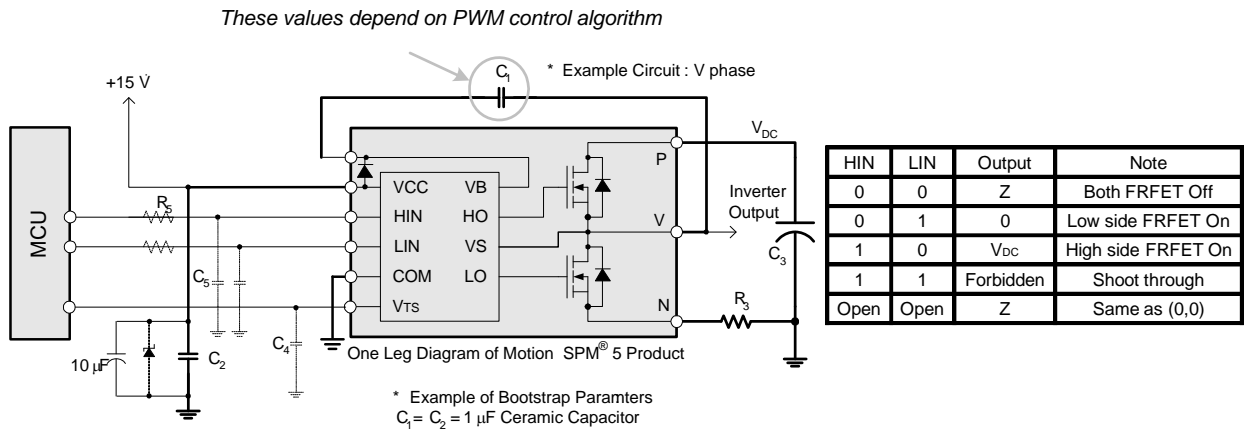 These values depend on PWM control algorithm
C1
* Example Circuit : V phase
+15 V
VDC
P
MCU
R5
VCC VB
HIN HO
LIN VS
COM LO
VTS
V
N
Inverter
Output
C3
R3
C5
C4
C2
10 μF
One Leg Diagram of Motion SPM® 5 Product
* Example of Bootstrap Paramters
C1= C2 = 1 μF Ceramic Capacitor
HIN LIN Output Note
0 0 Z Both FRFET Off
0 1 0 Low side FRFET On
1 0 VDC High side FRFET On
1 1 Forbidden Shoot through
Open Open Z Same as (0,0)